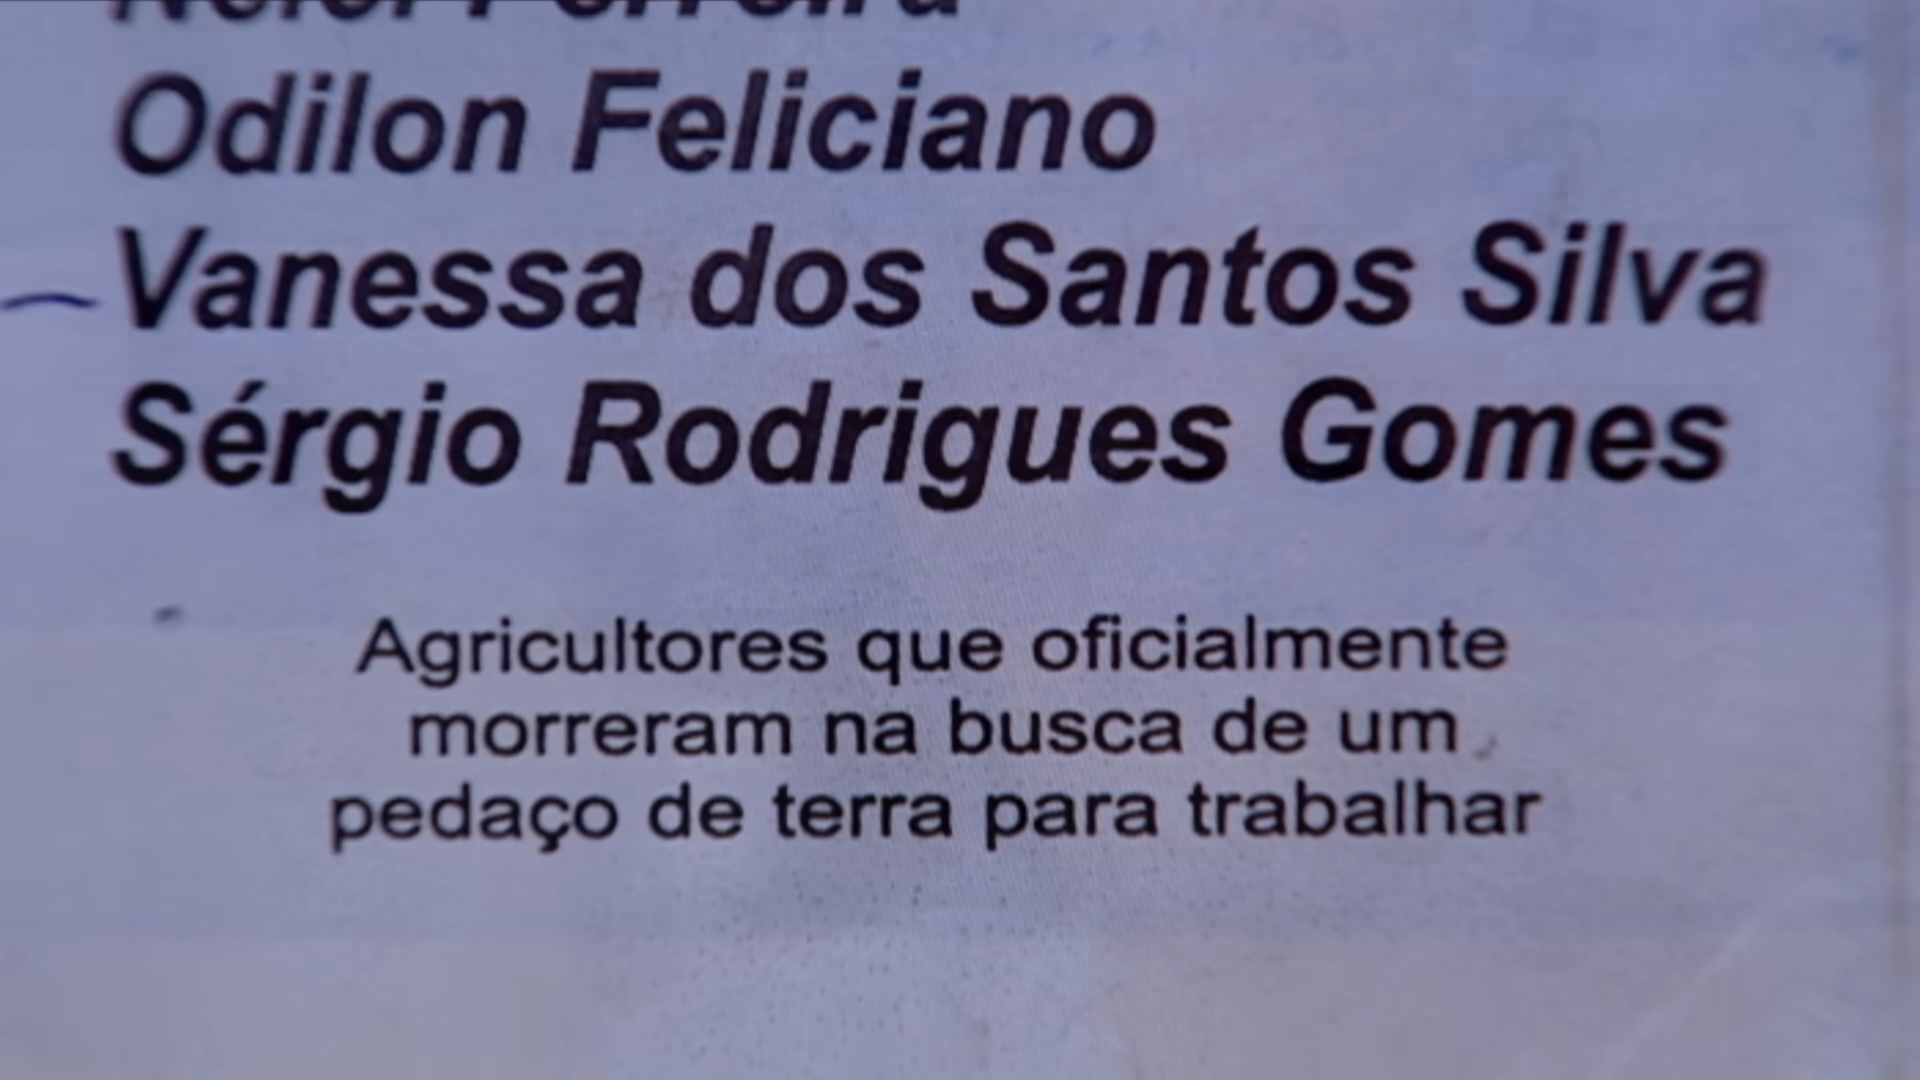 Ferreira
Odilon Feliciano
Vanessa dos Santos Silva
Sérgio Rodrigues Gomes
Agricultores que oficialmente
morreram na busca de um
pedaço de terra para trabalhar